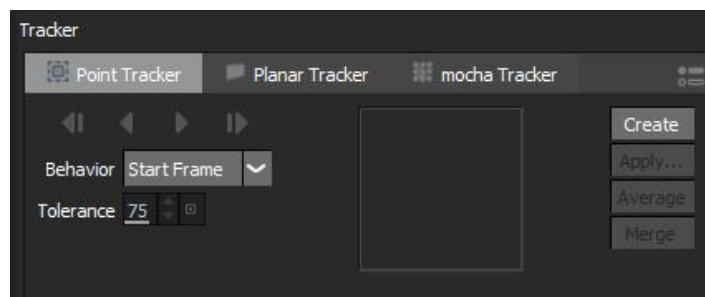 Tracker
Point Tracker Planar Tracker mocha Tracker
Create
Behavior Start Frame Apply...
Tolerance 75 Average
Merge